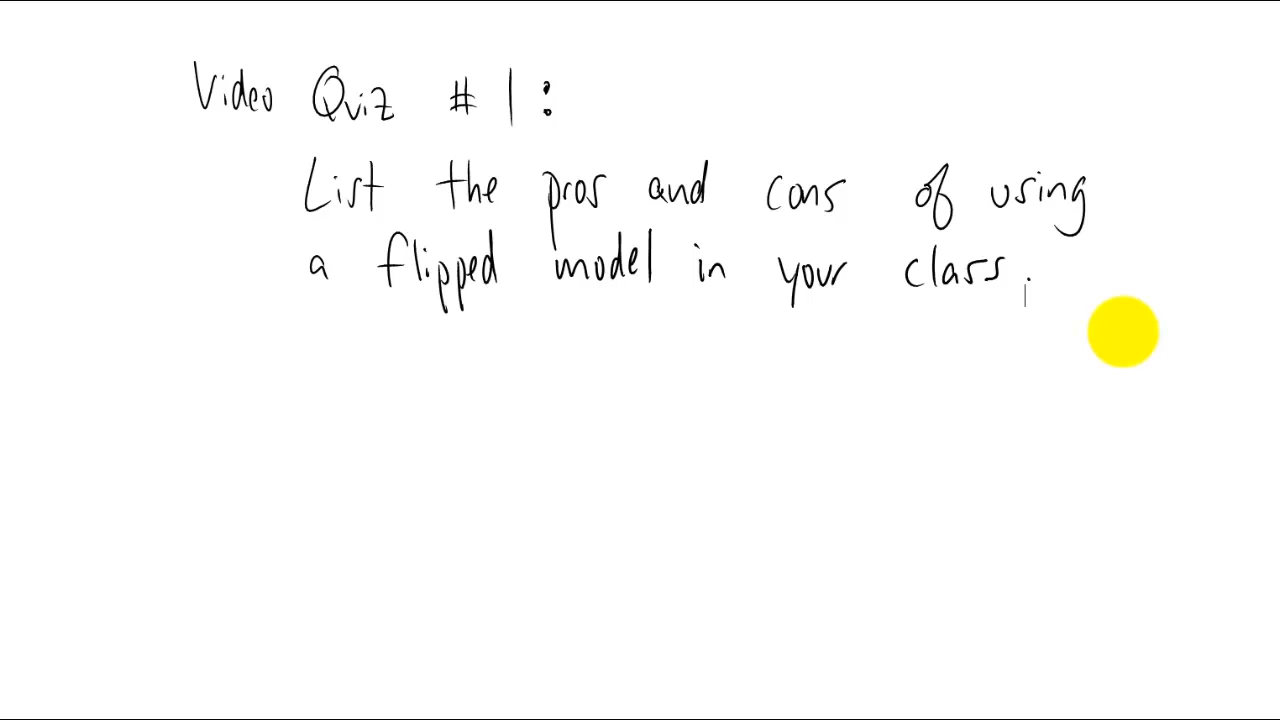 Video Quiz # 1:
List the pros and cons of using
a flipped model in your class.